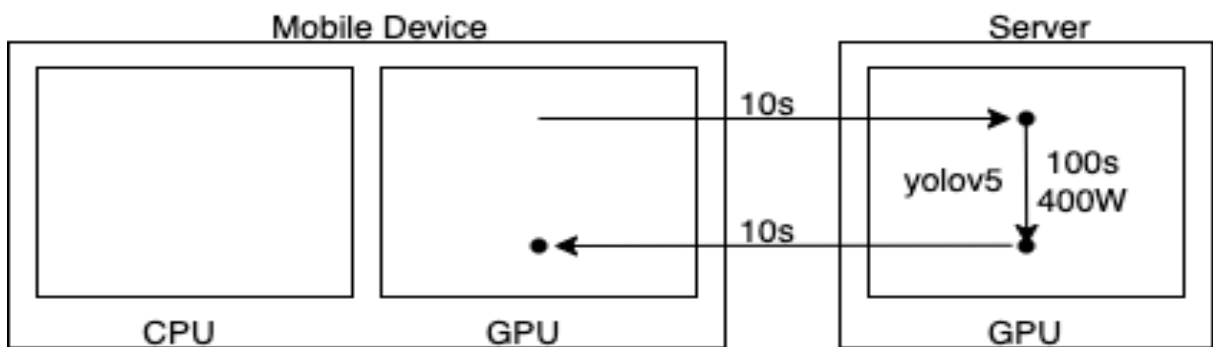 Mobile Device
Server
10s
yolov5
100s
400W
10s
CPU
GPU
GPU